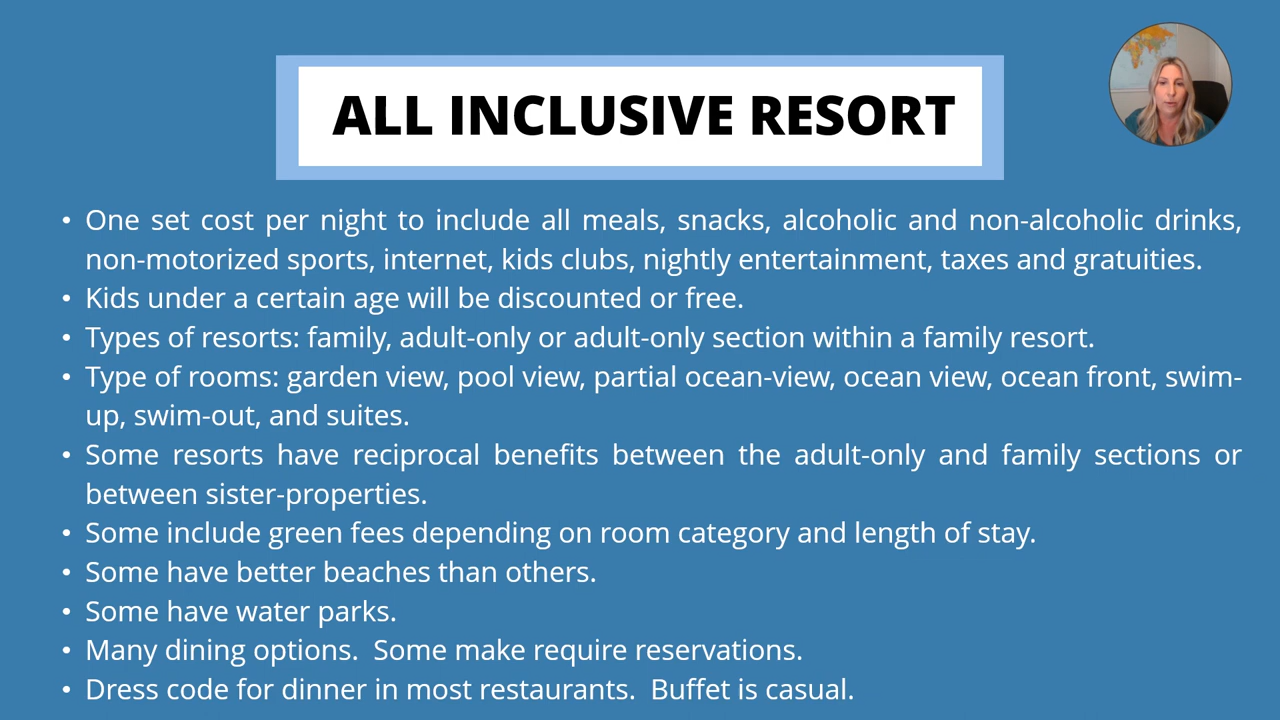 ALL INCLUSIVE RESORT
• One set cost per night to include all meals, snacks, alcoholic and non-alcoholic drinks,
non-motorized sports, internet, kids clubs, nightly entertainment, taxes and gratuities.
• Kids under a certain age will be discounted or free.
• Types of resorts: family, adult-only or adult-only section within a family resort.
• Type of rooms: garden view, pool view, partial ocean-view, ocean view, ocean front, swim-
up, swim-out, and suites.
• Some resorts have reciprocal benefits between the adult-only and family sections or
between sister-properties.
• Some include green fees depending on room category and length of stay.
• Some have better beaches than others.
• Some have water parks.
• Many dining options.  Some make require reservations.
• Dress code for dinner in most restaurants.  Buffet is casual.